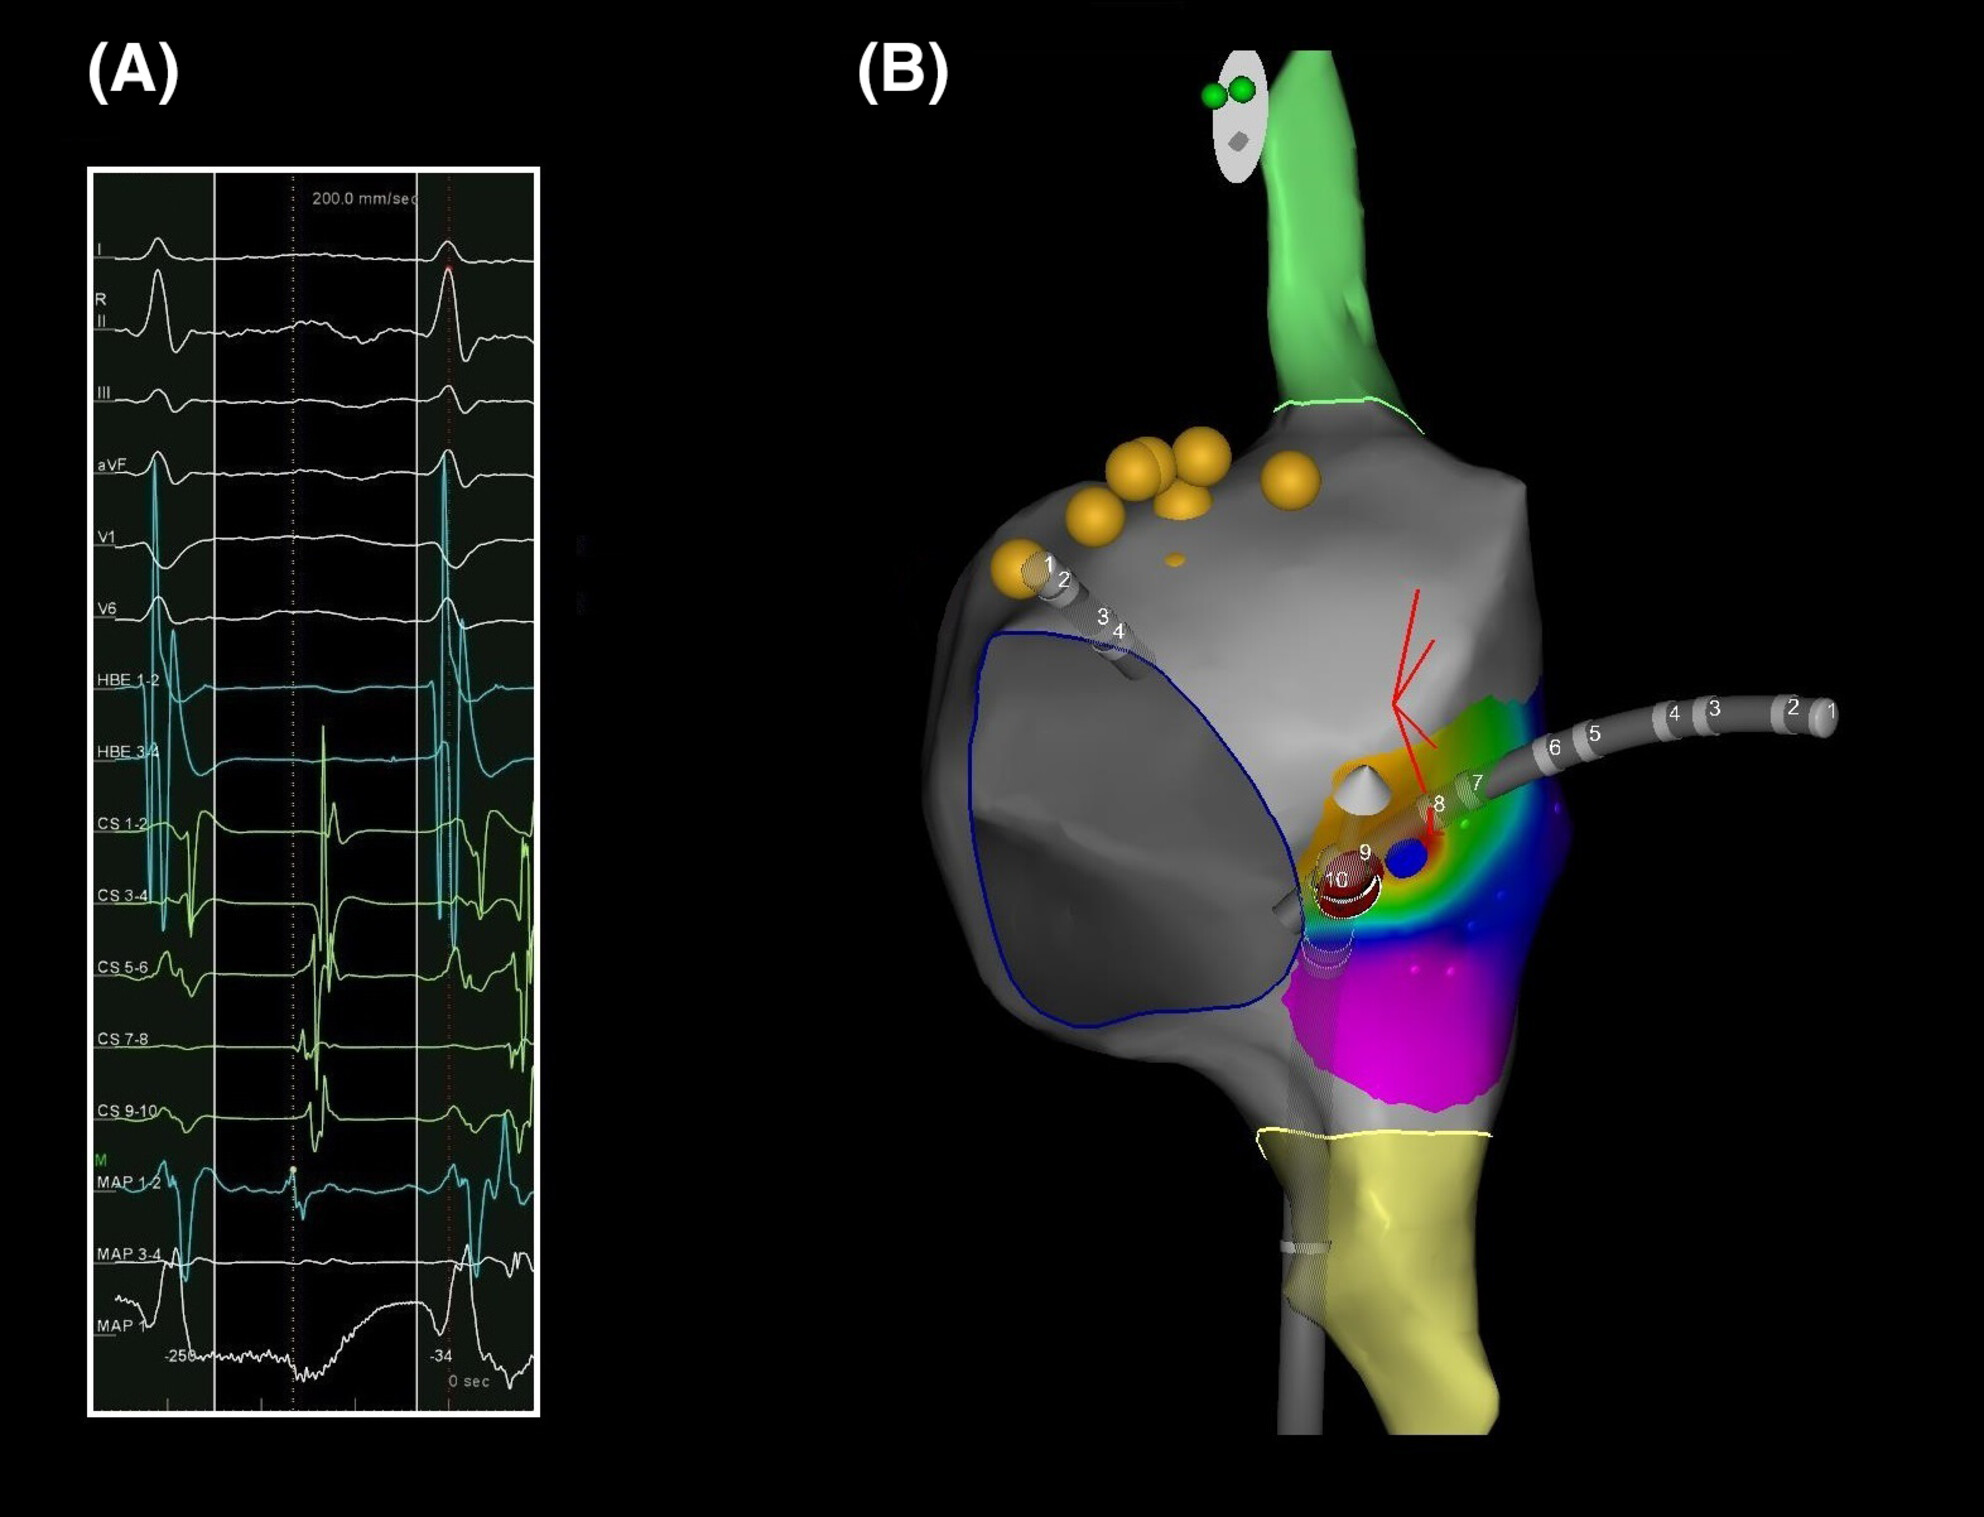 (A)
(B)
200.0 mm/sec
I
R
II
III
aVF
V1
V6
HBE 1-2
HBE 3-4
CS 1-2
CS 3-4
CS 5-6
CS 7-8
CS 9-10
M
MAP 1-2
MAP 3-4
MAP 1
-250
-34
0 sec
1
2
3
4
1
2
3
4
5
6
7
8
9
10